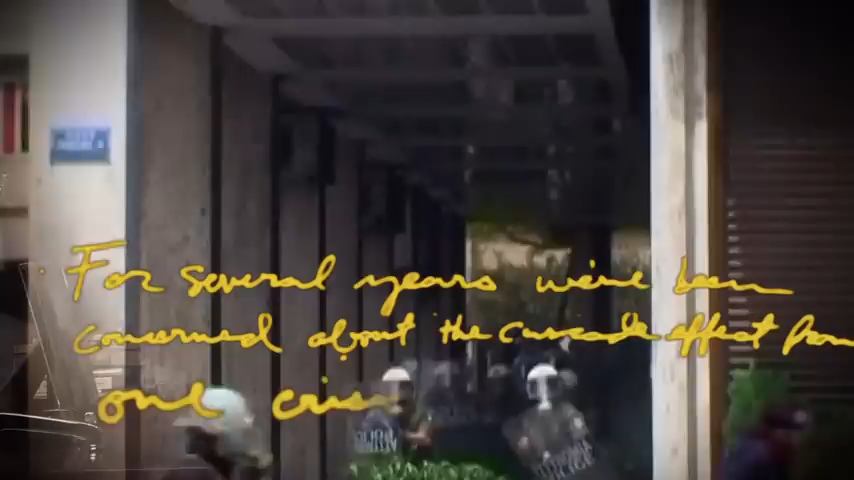 For several years we've been
concerned about the cascade effect from
one crisis